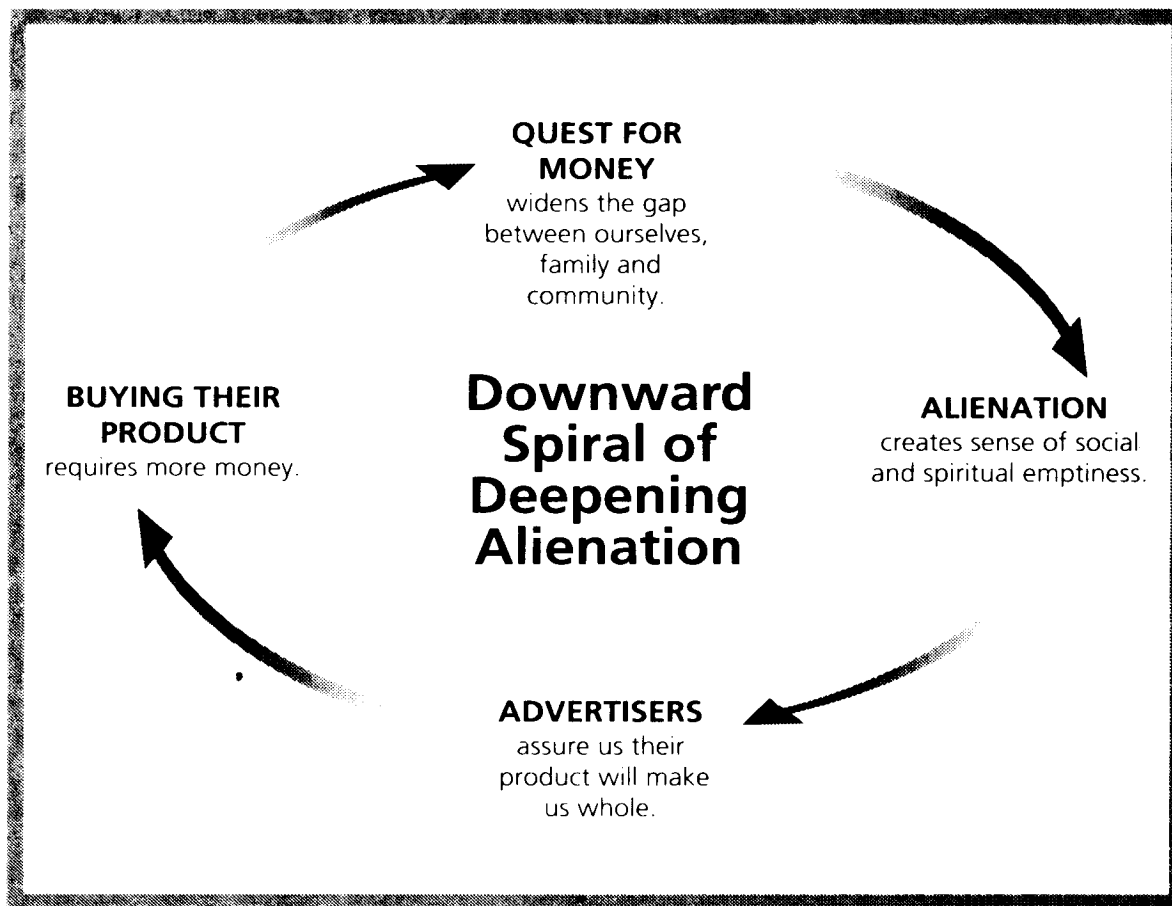 QUEST FOR
MONEY
widens the gap
between ourselves,
family and
community.
ALIENATION
creates sense of social
and spiritual emptiness.
ADVERTISERS
assure us their
product will make
us whole.
BUYING THEIR
PRODUCT
requires more money.
Downward
Spiral of
Deepening
Alienation